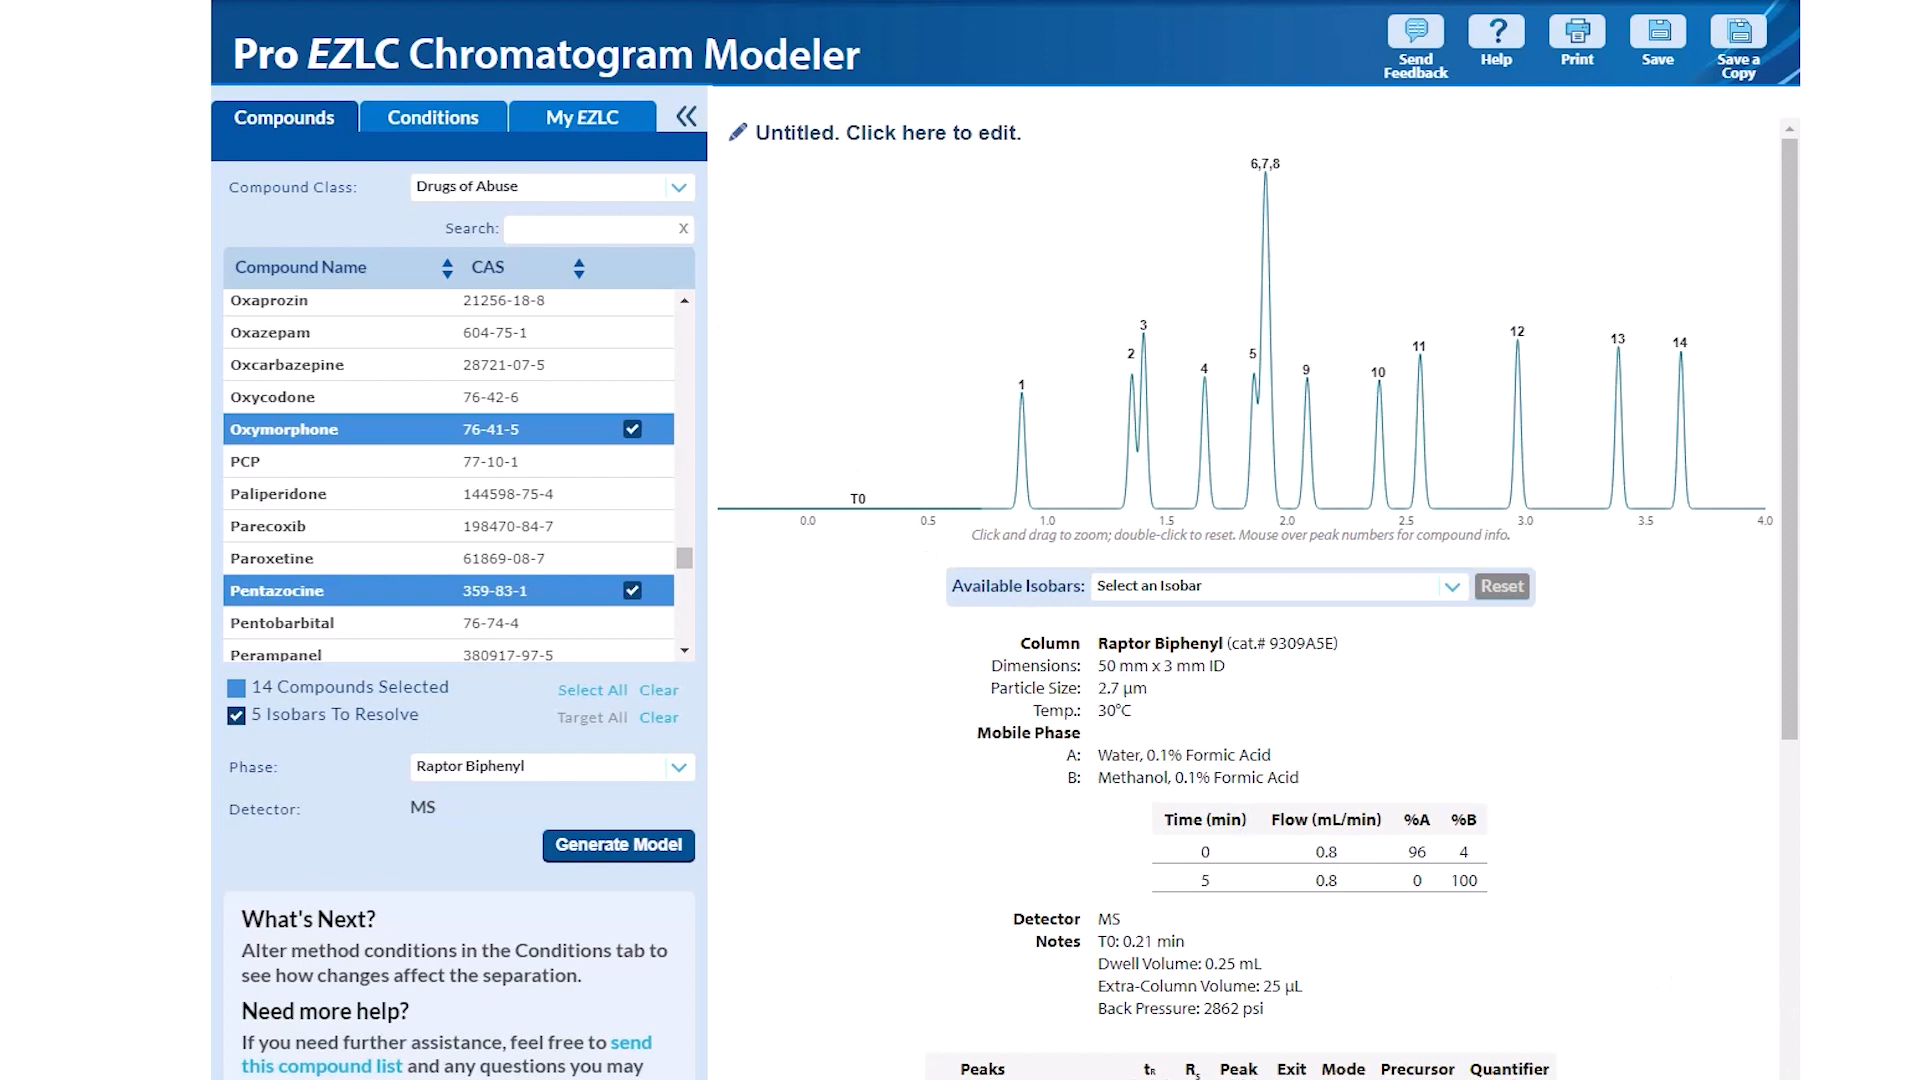 Pro EZLC Chromatogram Modeler
Send Feedback
Help
Print
Save
Save a Copy
Compounds
Conditions
My EZLC
Compound Class:
Drugs of Abuse
Search:
X
Compound Name CAS
Oxaprozin 21256-18-8
Oxazepam 604-75-1
Oxcarbazepine 28721-07-5
Oxycodone 76-42-6
Oxymorphone 76-41-5
PCP 77-10-1
Paliperidone 144598-75-4
Parecoxib 198470-84-7
Paroxetine 61869-08-7
Pentazocine 359-83-1
Pentobarbital 76-74-4
Perampanel 380917-97-5
14 Compounds Selected
Select All Clear
5 Isobars To Resolve
Target All Clear
Phase:
Raptor Biphenyl
Detector:
MS
Generate Model
What's Next?
Alter method conditions in the Conditions tab to
see how changes affect the separation.
Need more help?
If you need further assistance, feel free to send
this compound list and any questions you may
Untitled. Click here to edit.
6,7,8
3
12
13
14
11
2
5
4
9
10
1
T0
0.0 0.5 1.0 1.5 2.0 2.5 3.0 3.5 4.0
Click and drag to zoom; double-click to reset. Mouse over peak numbers for compound info.
Available Isobars: Select an Isobar Reset
Column Raptor Biphenyl (cat.# 9309A5E)
Dimensions: 50 mm x 3 mm ID
Particle Size: 2.7 µm
Temp.: 30°C
Mobile Phase
A: Water, 0.1% Formic Acid
B: Methanol, 0.1% Formic Acid
Time (min) Flow (mL/min) %A %B
0 0.8 96 4
5 0.8 0 100
Detector MS
Notes T0: 0.21 min
Dwell Volume: 0.25 mL
Extra-Column Volume: 25 µL
Back Pressure: 2862 psi
Peaks tR Rs Peak Exit Mode Precursor Quantifier